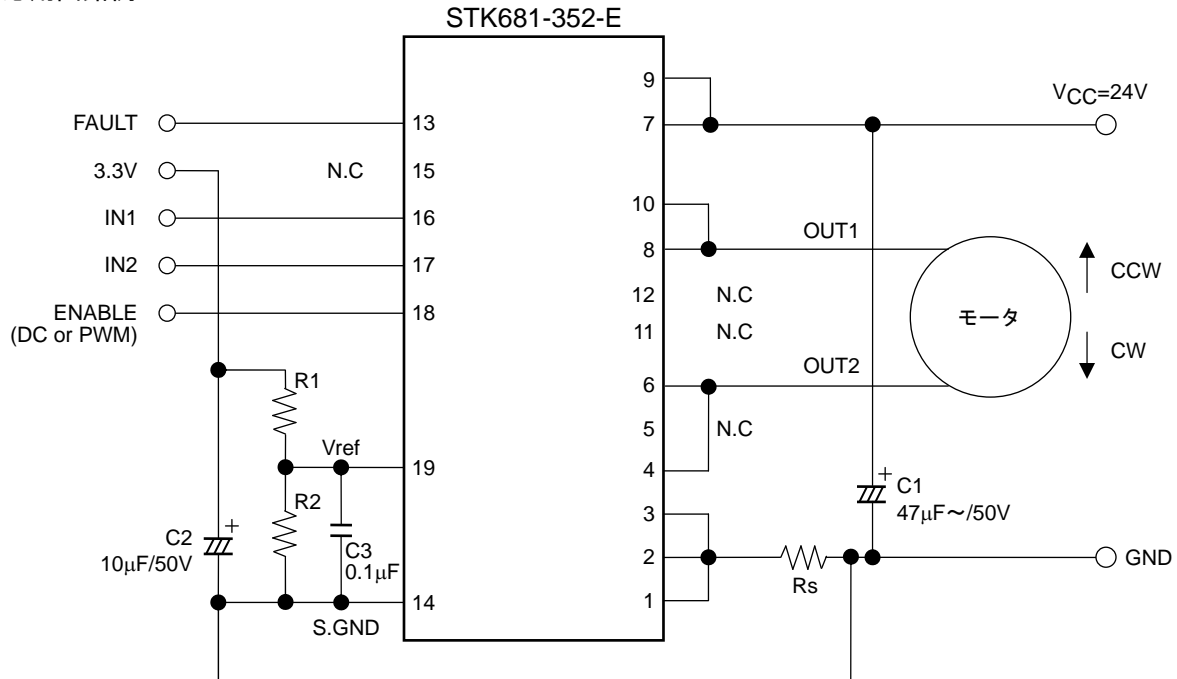 STK681-352-E
FAULT
3.3V
IN1
IN2
ENABLE
(DC or PWM)
N.C
13
15
16
17
18
19
14
R1
Vref
R2
C2
10μF/50V
C3
0.1μF
S.GND
9
7
10
8
12
11
6
5
4
3
2
1
VCC=24V
OUT1
N.C
N.C
OUT2
N.C
モータ
CCW
CW
C1
47μF～/50V
Rs
GND